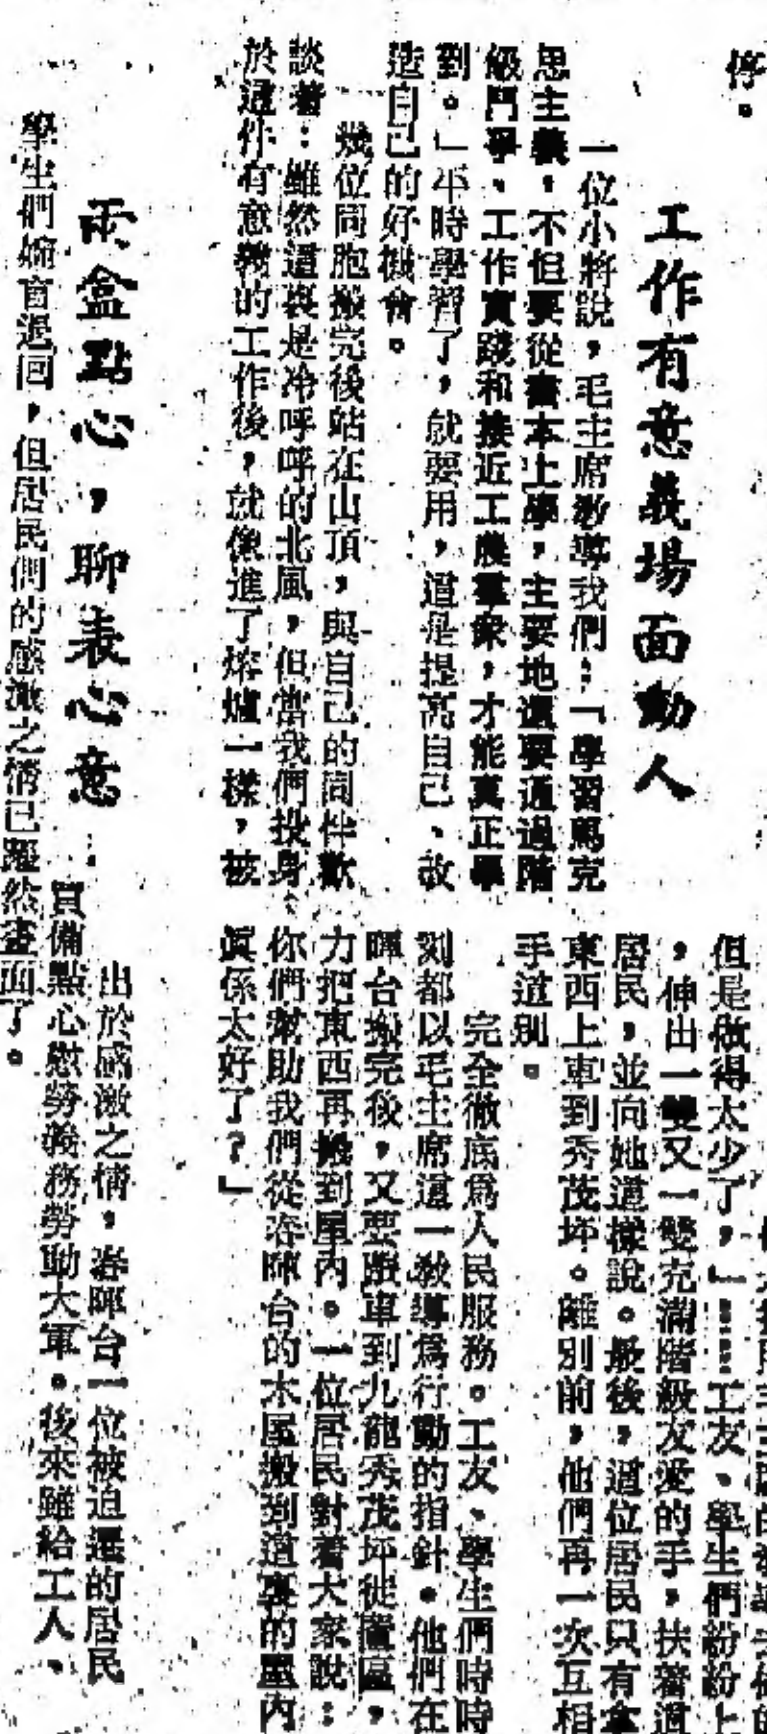 停。
工作有意義場面動人
一位小將說，毛主席教導我們：「學習馬克
思主義，不但要從書本上學，主要地還要通過階
級鬥爭、工作實踐和接近工農羣衆，才能真正學
到。」平時學習了，就要用，這是提高自己、改
造自己的好機會。
幾位同胞搬完後站在山頂，與自己的同伴歡
談著：雖然這裏是冷呼呼的北風，但當我們投身
於這件有意義的工作後，就像進了熔爐一樣，被
但是做得太少了，」……工友、學生們紛紛上
，伸出一雙又一雙充滿階級友愛的手，扶著這
居民，並向她這樣說。最後，這位居民只有拿
東西上車到秀茂坪。離別前，他們再一次互相
手道別。
完全徹底爲人民服務。工友、學生們時時
刻都以毛主席這一教導爲行動的指針。他們在
暉台搬完後，又要跟車到九龍秀茂坪徙置區，
力把東西再搬到屋內。一位居民對着大家說：
你們幫助我們從春暉台的木屋搬到這裏的屋內
眞係太好了？」
兩盒點心，聊表心意
出於感激之情，春暉台一位被迫遷的居民
買備點心慰勞義務勞動大軍。後來雖給工人、
學生們婉言退回，但居民們的感激之情已躍然畫面了。